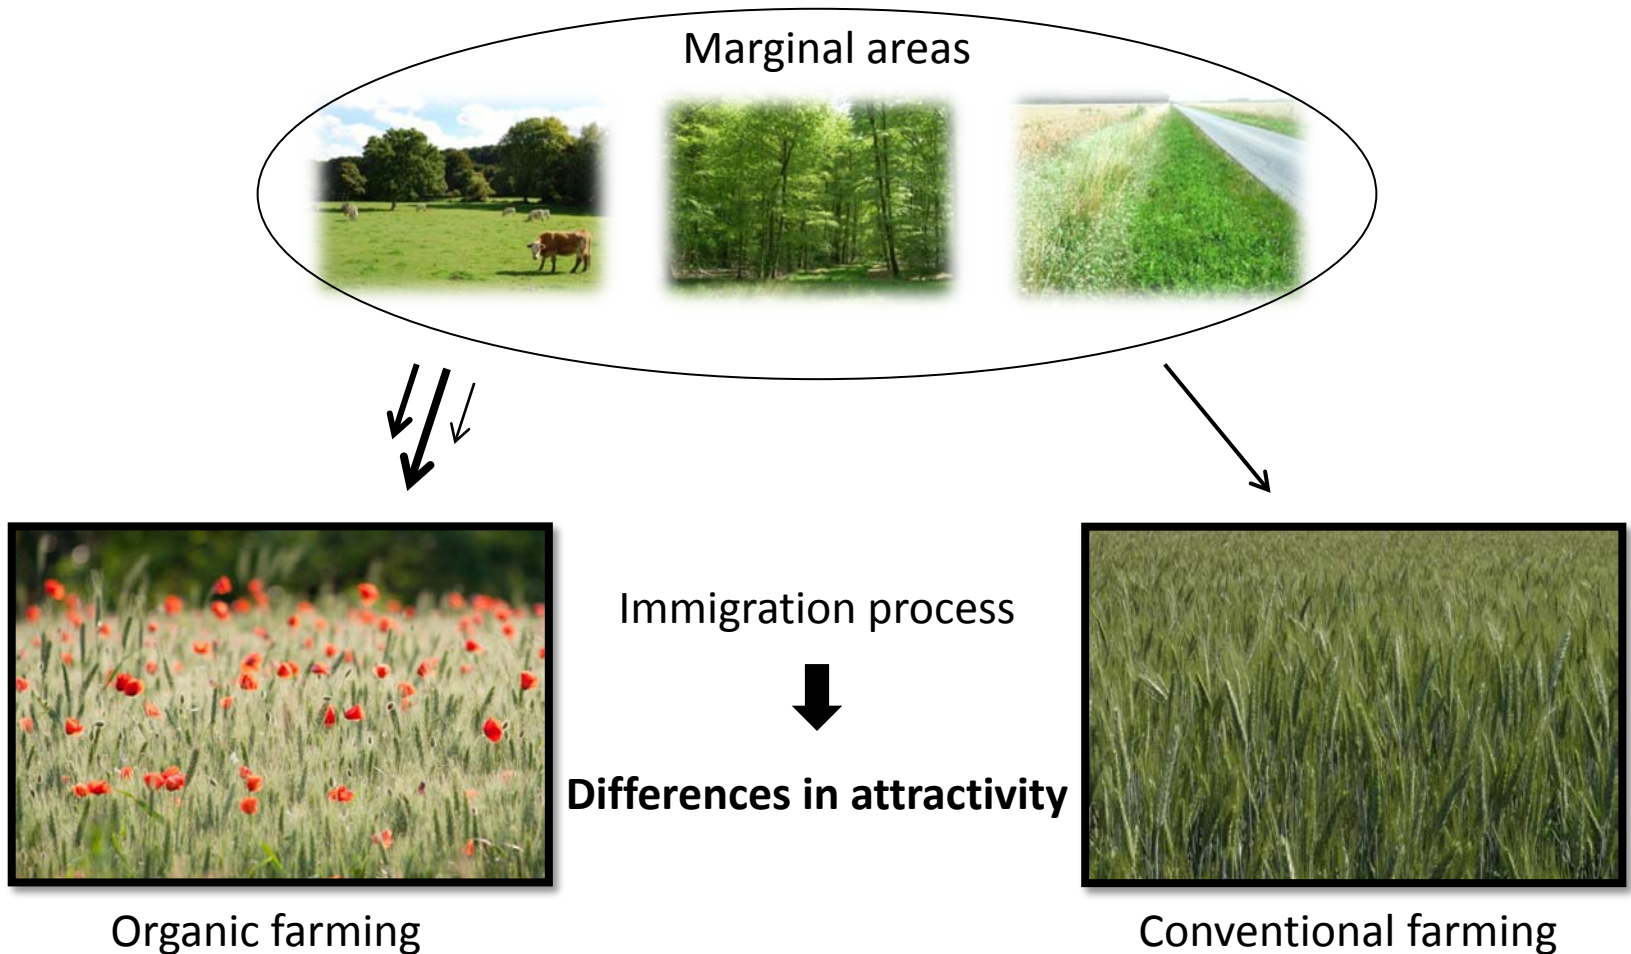 Marginal areas
Immigration process
Differences in attractivity
Organic farming
Conventional farming